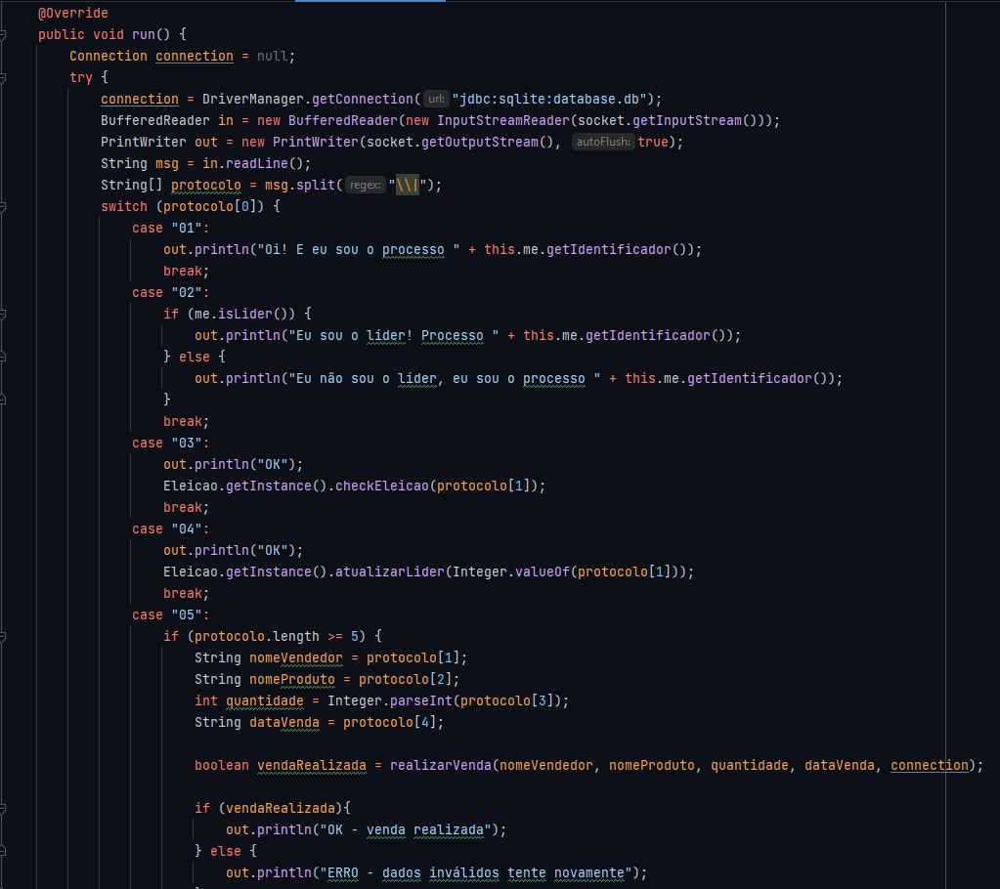 @Override
public void run() {
Connection connection = null;
try {
connection = DriverManager.getConnection( url: "jdbc:sqlite:database.db");
BufferedReader in = new BufferedReader(new InputStreamReader(socket.getInputStream()));
PrintWriter out = new PrintWriter(socket.getOutputStream(), autoFlush: true);
String msg = in.readLine();
String[] protocolo = msg.split( regex: "\\|");
switch (protocolo[0]) {
case "01":
out.println("Oi! E eu sou o processo " + this.me.getIdentificador());
break;
case "02":
if (me.isLider()) {
out.println("Eu sou o líder! Processo " + this.me.getIdentificador());
} else {
out.println("Eu não sou o líder, eu sou o processo " + this.me.getIdentificador());
}
break;
case "03":
out.println("OK");
Eleicao.getInstance().checkEleicao(protocolo[1]);
break;
case "04":
out.println("OK");
Eleicao.getInstance().atualizarLider(Integer.valueOf(protocolo[1]));
break;
case "05":
if (protocolo.length >= 5) {
String nomeVendedor = protocolo[1];
String nomeProduto = protocolo[2];
int quantidade = Integer.parseInt(protocolo[3]);
String dataVenda = protocolo[4];
boolean vendaRealizada = realizarVenda(nomeVendedor, nomeProduto, quantidade, dataVenda, connection);
if (vendaRealizada){
out.println("OK - venda realizada");
} else {
out.println("ERRO - dados inválidos tente novamente");